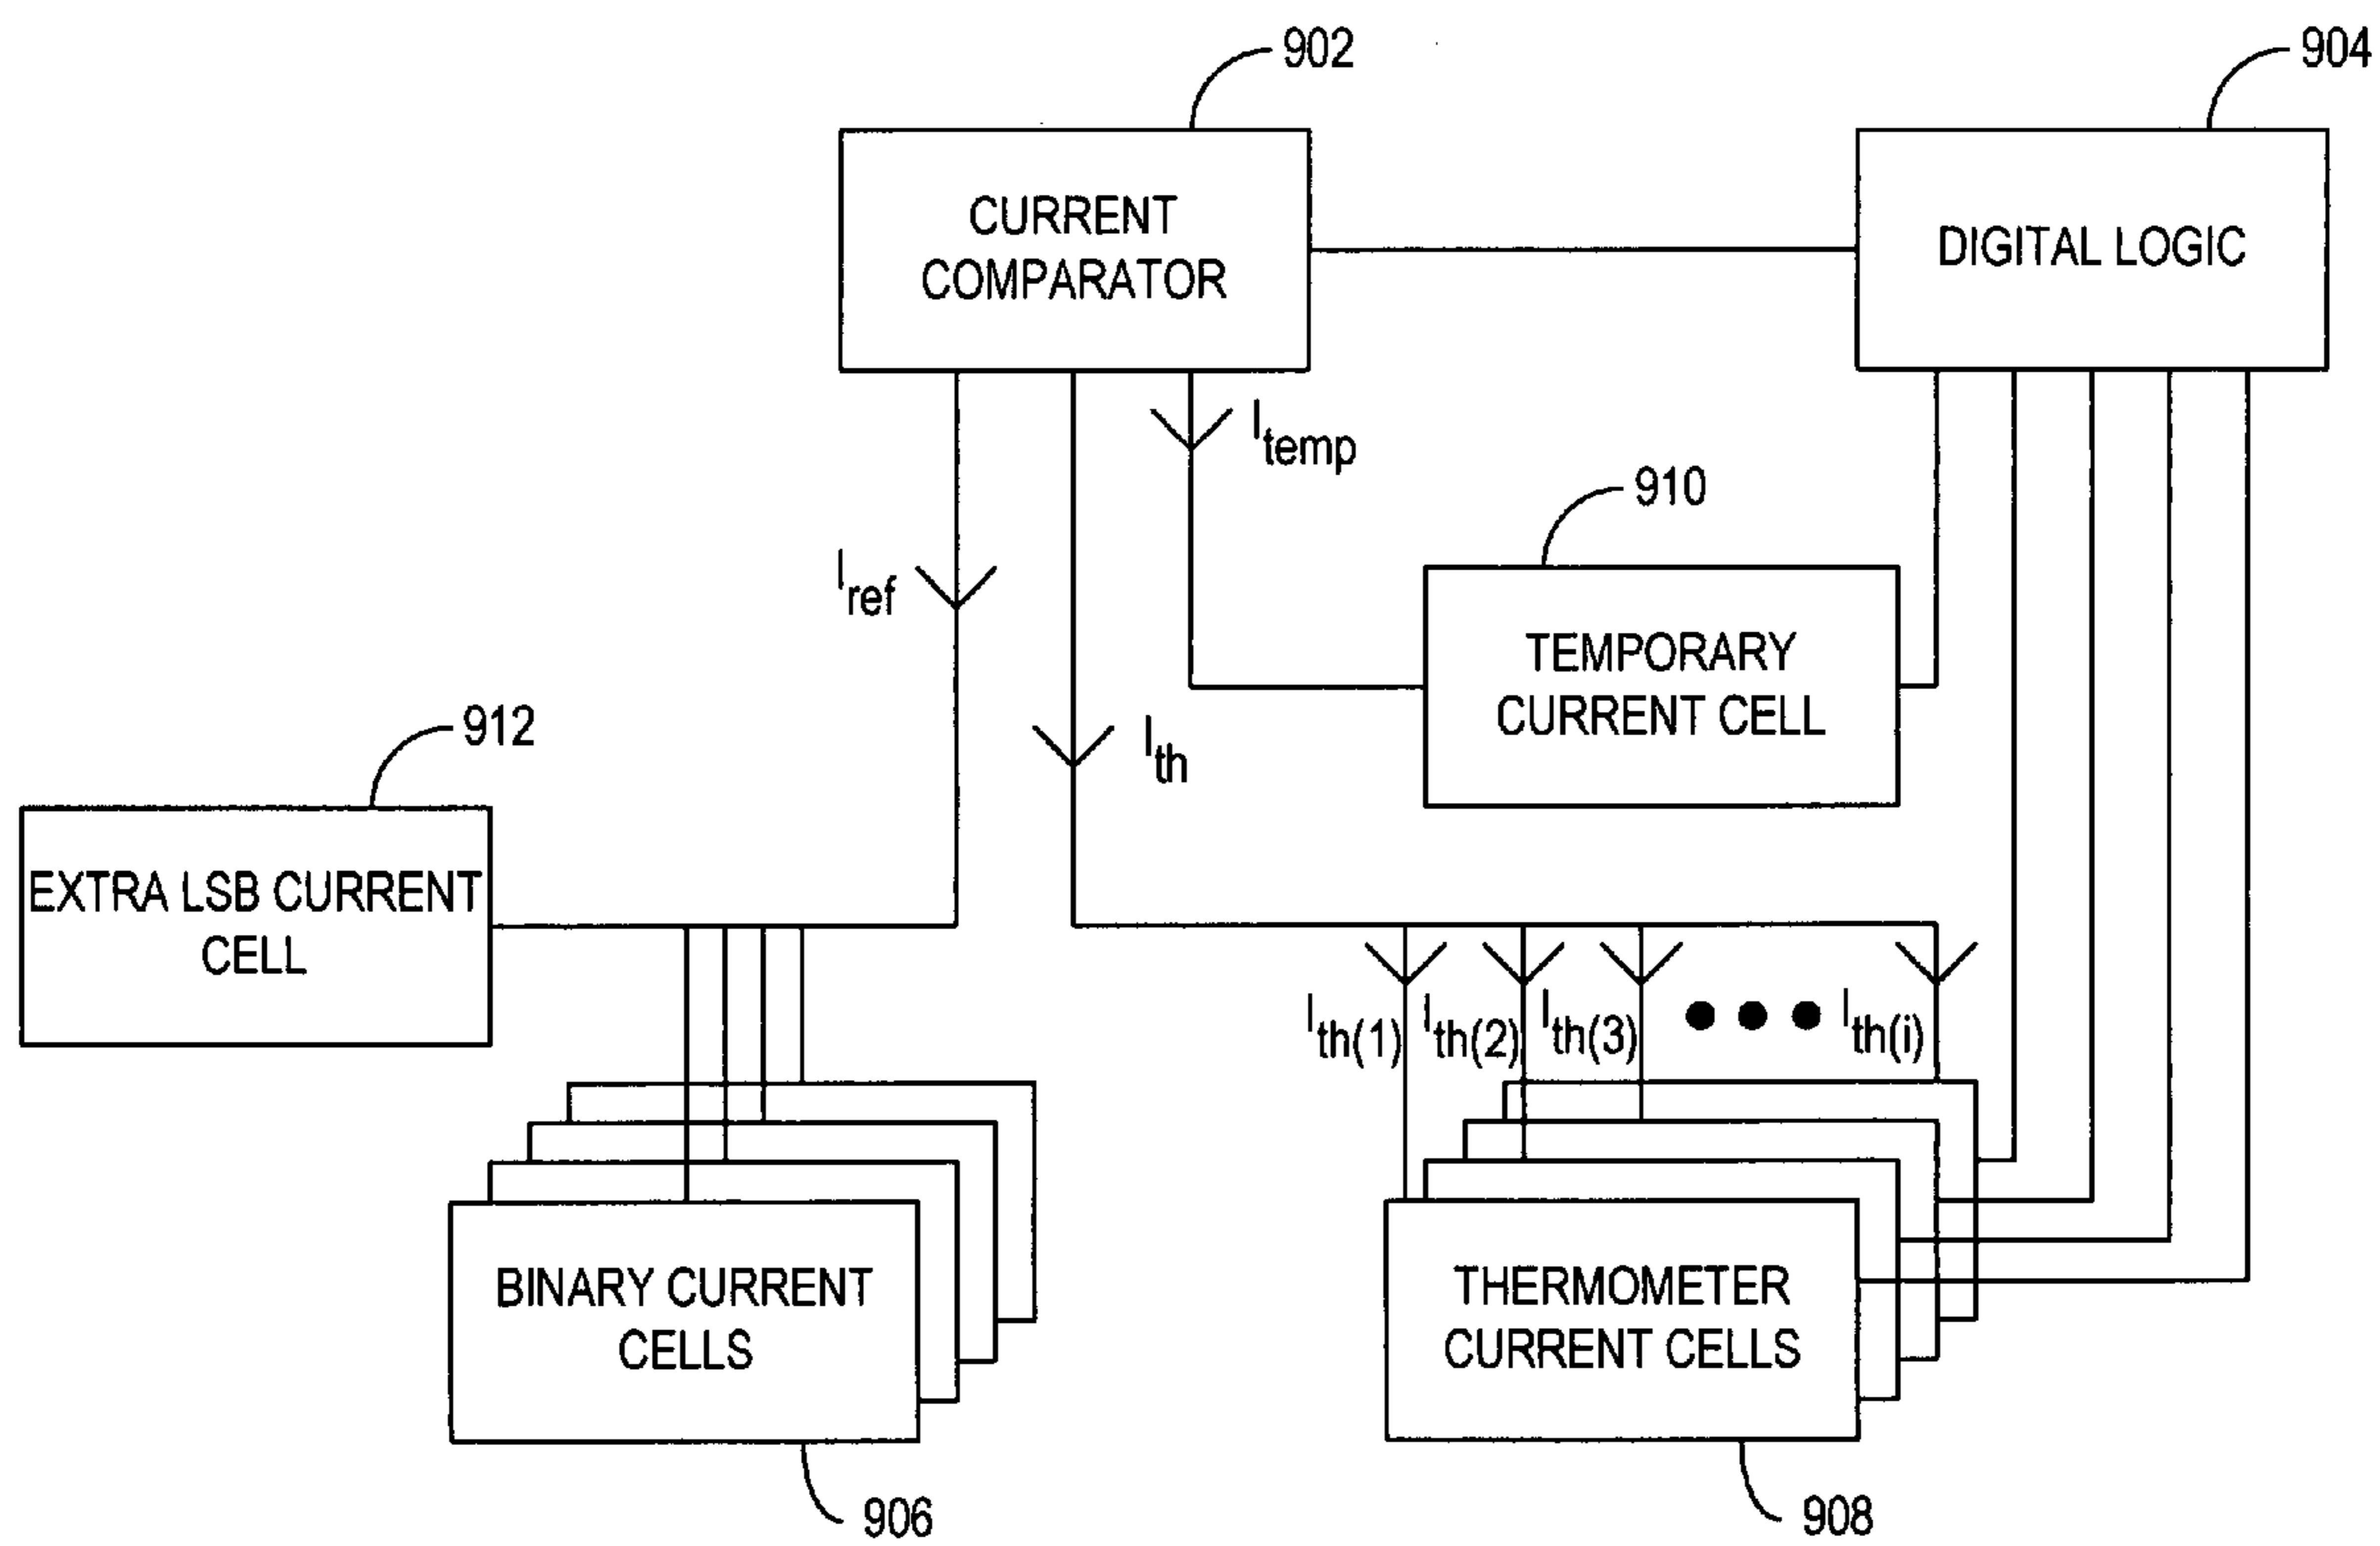 902
904
CURRENT
COMPARATOR
DIGITAL LOGIC
Itemp
910
Iref
TEMPORARY
CURRENT CELL
912
Ith
EXTRA LSB CURRENT
CELL
Ith(1) Ith(2) Ith(3) ●●● Ith(i)
BINARY CURRENT
CELLS
THERMOMETER
CURRENT CELLS
906
908